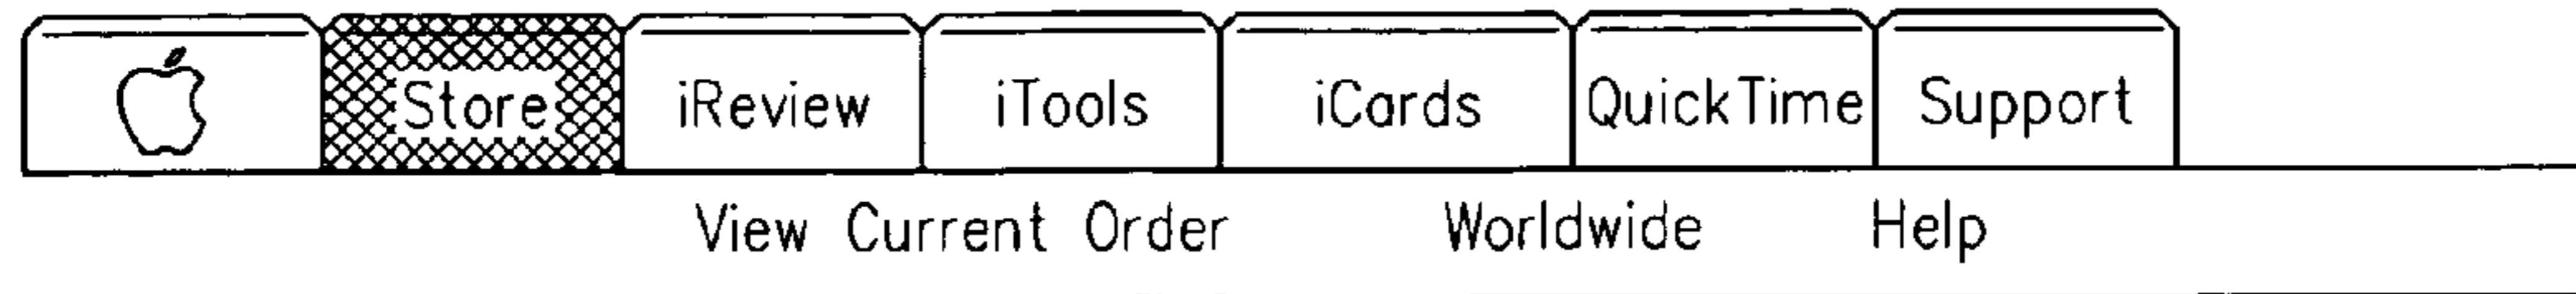 Store iReview iTools iCards QuickTime Support
View Current Order Worldwide Help